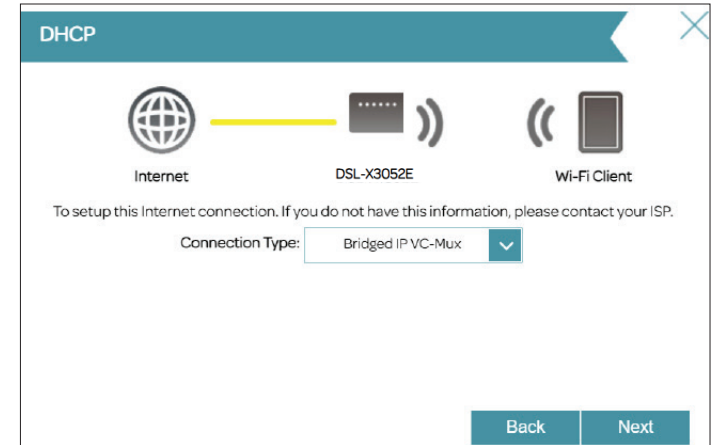 DHCP
Internet
DSL-X3052E
Wi-Fi Client
To setup this Internet connection. If you do not have this information, please contact your ISP.
Connection Type: Bridged IP VC-Mux
Back Next